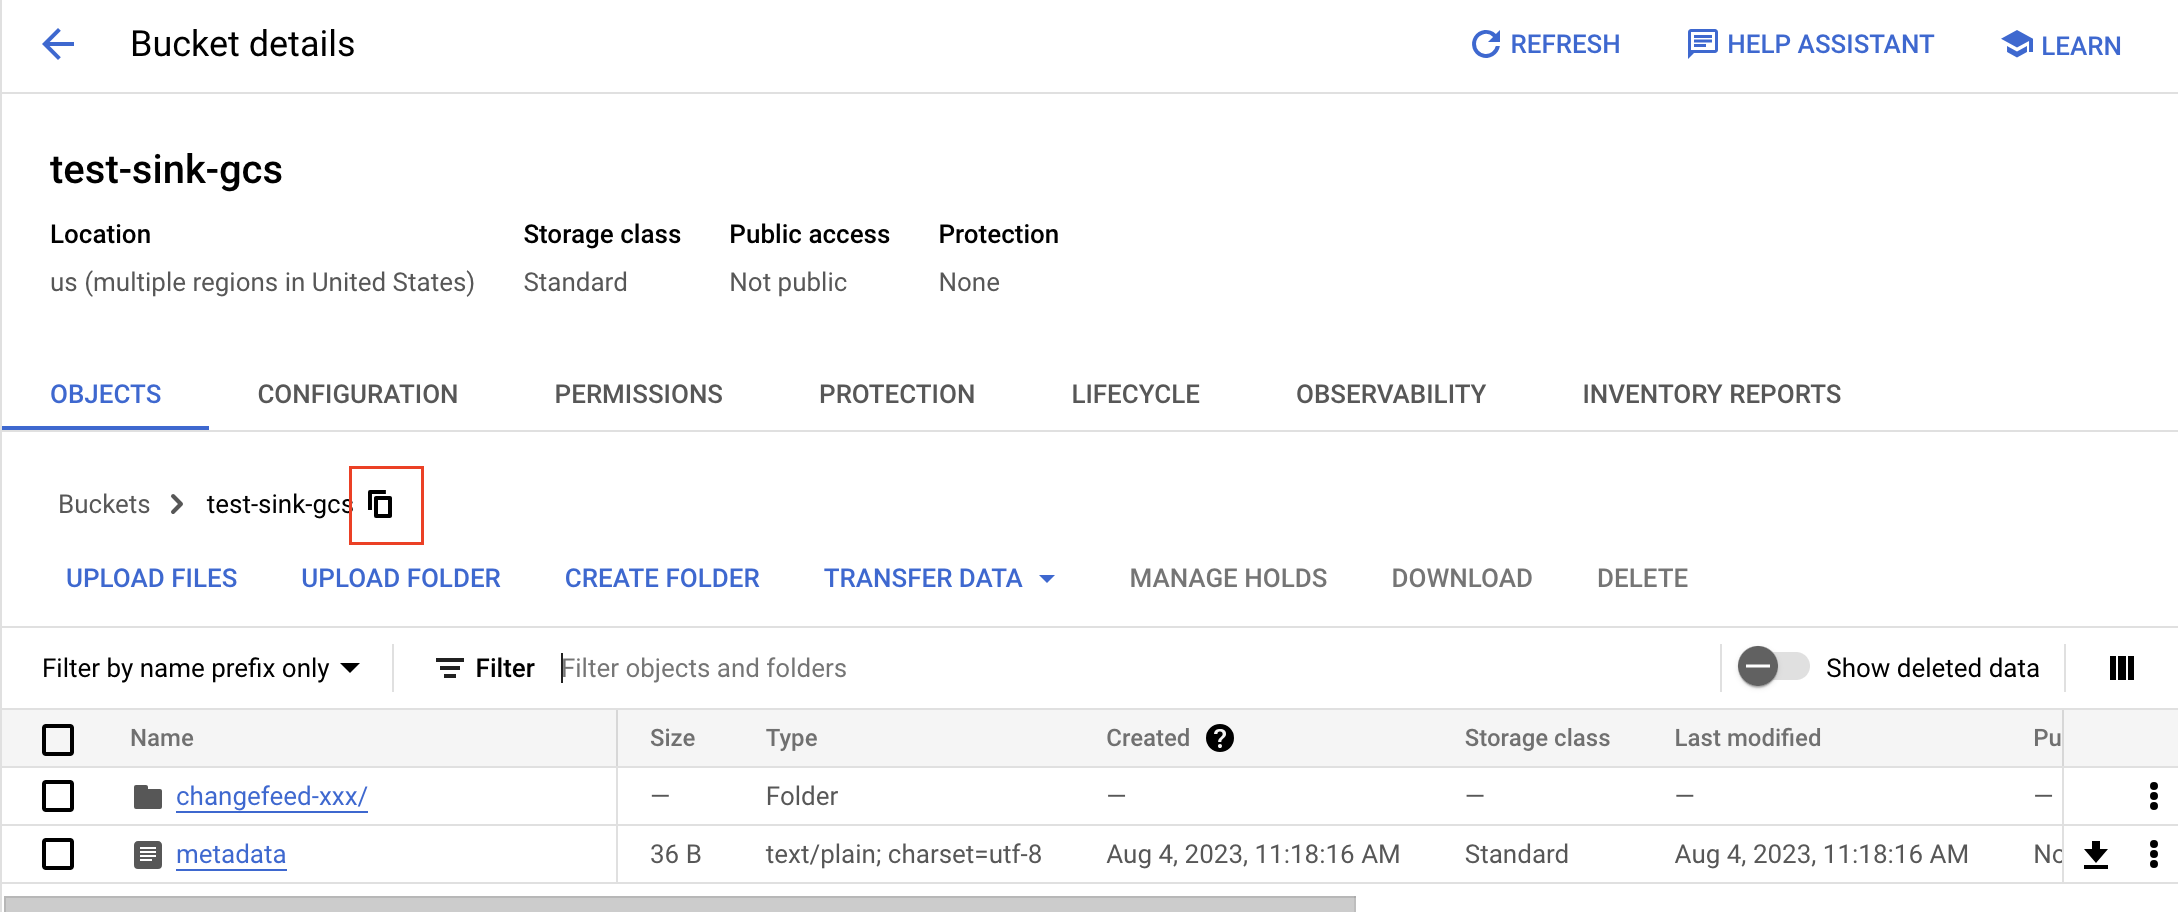 Bucket details REFRESH HELP ASSISTANT LEARN
test-sink-gcs
Location Storage class Public access Protection
us (multiple regions in United States) Standard Not public None
OBJECTS CONFIGURATION PERMISSIONS PROTECTION LIFECYCLE OBSERVABILITY INVENTORY REPORTS
Buckets test-sink-gcs
UPLOAD FILES UPLOAD FOLDER CREATE FOLDER TRANSFER DATA MANAGE HOLDS DOWNLOAD DELETE
Filter by name prefix only Filter Filter objects and folders Show deleted data
Name Size Type Created ? Storage class Last modified Pu
changefeed-xxx/ — Folder — — — —
metadata 36 B text/plain; charset=utf-8 Aug 4, 2023, 11:18:16 AM Standard Aug 4, 2023, 11:18:16 AM No